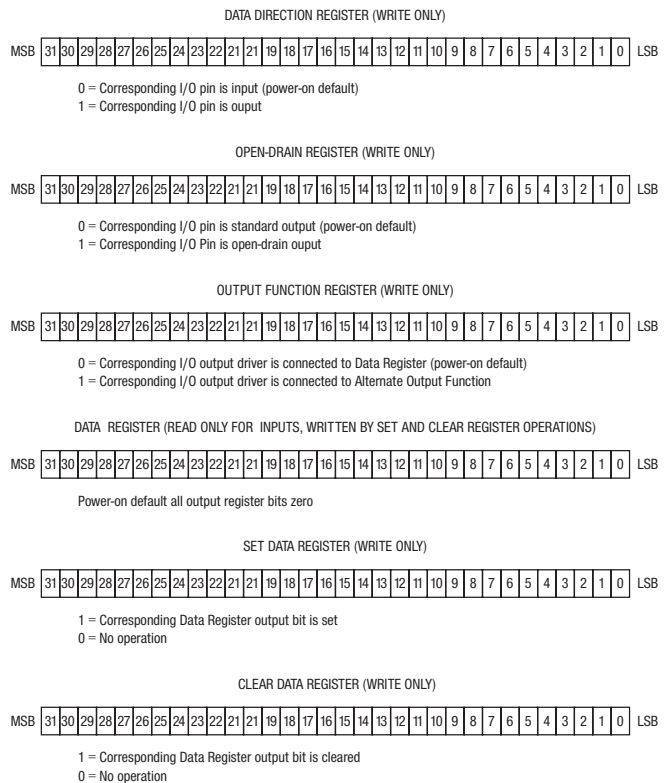 DATA DIRECTION REGISTER (WRITE ONLY)
MSB 31 30 29 28 27 26 25 24 23 22 21 21 19 18 17 16 15 14 13 12 11 10 9 8 7 6 5 4 3 2 1 0 LSB
0 = Corresponding I/O pin is input (power-on default)
1 = Corresponding I/O pin is ouput
OPEN-DRAIN REGISTER (WRITE ONLY)
MSB 31 30 29 28 27 26 25 24 23 22 21 21 19 18 17 16 15 14 13 12 11 10 9 8 7 6 5 4 3 2 1 0 LSB
0 = Corresponding I/O pin is standard output (power-on default)
1 = Corresponding I/O Pin is open-drain ouput
OUTPUT FUNCTION REGISTER (WRITE ONLY)
MSB 31 30 29 28 27 26 25 24 23 22 21 21 19 18 17 16 15 14 13 12 11 10 9 8 7 6 5 4 3 2 1 0 LSB
0 = Corresponding I/O output driver is connected to Data Register (power-on default)
1 = Corresponding I/O output driver is connected to Alternate Output Function
DATA REGISTER (READ ONLY FOR INPUTS, WRITTEN BY SET AND CLEAR REGISTER OPERATIONS)
MSB 31 30 29 28 27 26 25 24 23 22 21 21 19 18 17 16 15 14 13 12 11 10 9 8 7 6 5 4 3 2 1 0 LSB
Power-on default all output register bits zero
SET DATA REGISTER (WRITE ONLY)
MSB 31 30 29 28 27 26 25 24 23 22 21 21 19 18 17 16 15 14 13 12 11 10 9 8 7 6 5 4 3 2 1 0 LSB
1 = Corresponding Data Register output bit is set
0 = No operation
CLEAR DATA REGISTER (WRITE ONLY)
MSB 31 30 29 28 27 26 25 24 23 22 21 21 19 18 17 16 15 14 13 12 11 10 9 8 7 6 5 4 3 2 1 0 LSB
1 = Corresponding Data Register output bit is cleared
0 = No operation